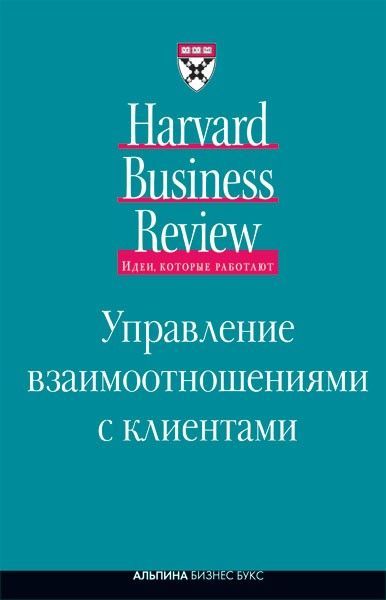 Harvard
Business
Review
Идеи, которые работают
Управление
взаимоотношениями
с клиентами
АЛЬПИНА БИЗНЕС БУКС